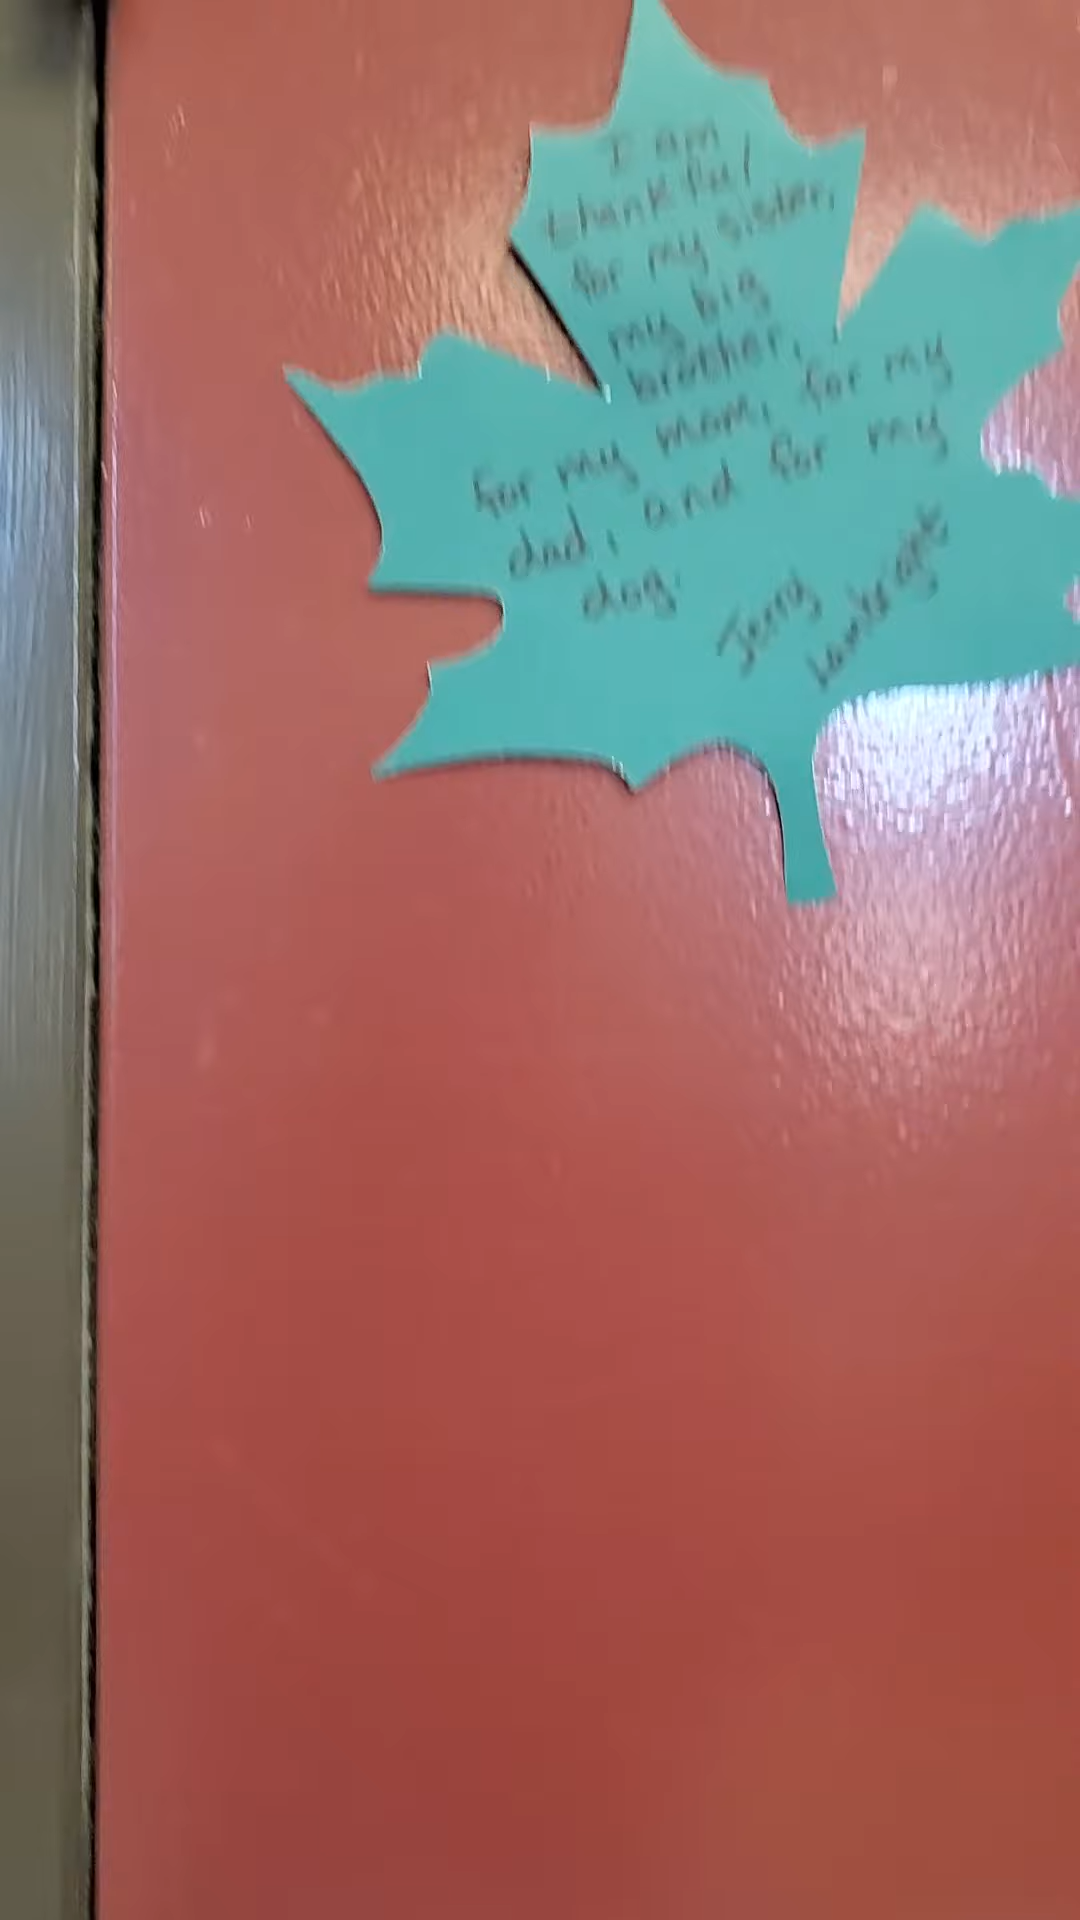 I am
thankful
for my sister,
my big
brother,
for my mom, for my
dad, and for my
dog.
Jerry
Lambright